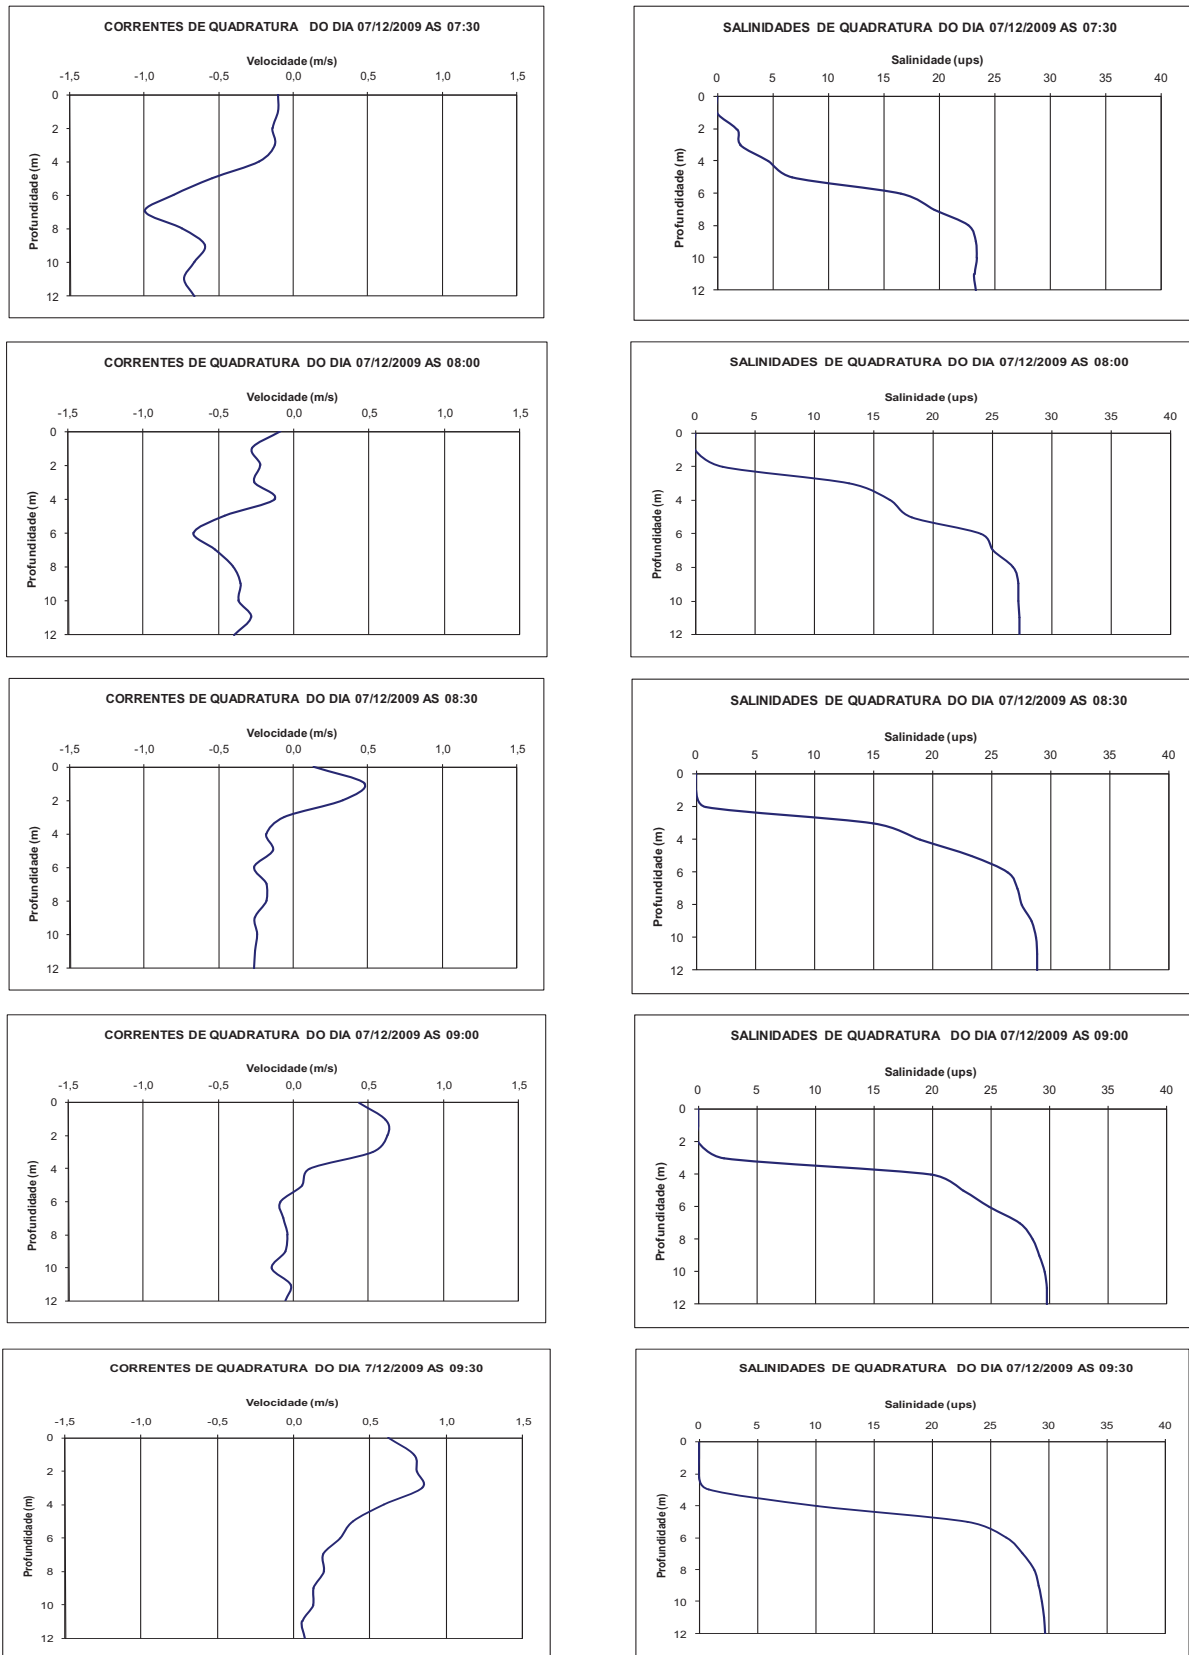 CORRENTES DE QUADRATURA DO DIA 07/12/2009 AS 07:30
Velocidade (m/s)
-1,5 -1,0 -0,5 0,0 0,5 1,0 1,5
Profundidade (m)
0
2
4
6
8
10
12
SALINIDADES DE QUADRATURA DO DIA 07/12/2009 AS 07:30
Salinidade (ups)
0 5 10 15 20 25 30 35 40
Profundidade (m)
0
2
4
6
8
10
12
CORRENTES DE QUADRATURA DO DIA 07/12/2009 AS 08:00
Velocidade (m/s)
-1,5 -1,0 -0,5 0,0 0,5 1,0 1,5
Profundidade (m)
0
2
4
6
8
10
12
SALINIDADES DE QUADRATURA DO DIA 07/12/2009 AS 08:00
Salinidade (ups)
0 5 10 15 20 25 30 35 40
Profundidade (m)
0
2
4
6
8
10
12
CORRENTES DE QUADRATURA DO DIA 07/12/2009 AS 08:30
Velocidade (m/s)
-1,5 -1,0 -0,5 0,0 0,5 1,0 1,5
Profundidade (m)
0
2
4
6
8
10
12
SALINIDADES DE QUADRATURA DO DIA 07/12/2009 AS 08:30
Salinidade (ups)
0 5 10 15 20 25 30 35 40
Profundidade (m)
0
2
4
6
8
10
12
CORRENTES DE QUADRATURA DO DIA 07/12/2009 AS 09:00
Velocidade (m/s)
-1,5 -1,0 -0,5 0,0 0,5 1,0 1,5
Profundidade (m)
0
2
4
6
8
10
12
SALINIDADES DE QUADRATURA DO DIA 07/12/2009 AS 09:00
Salinidade (ups)
0 5 10 15 20 25 30 35 40
Profundidade (m)
0
2
4
6
8
10
12
CORRENTES DE QUADRATURA DO DIA 7/12/2009 AS 09:30
Velocidade (m/s)
-1,5 -1,0 -0,5 0,0 0,5 1,0 1,5
Profundidade (m)
0
2
4
6
8
10
12
SALINIDADES DE QUADRATURA DO DIA 07/12/2009 AS 09:30
Salinidade (ups)
0 5 10 15 20 25 30 35 40
Profundidade (m)
0
2
4
6
8
10
12